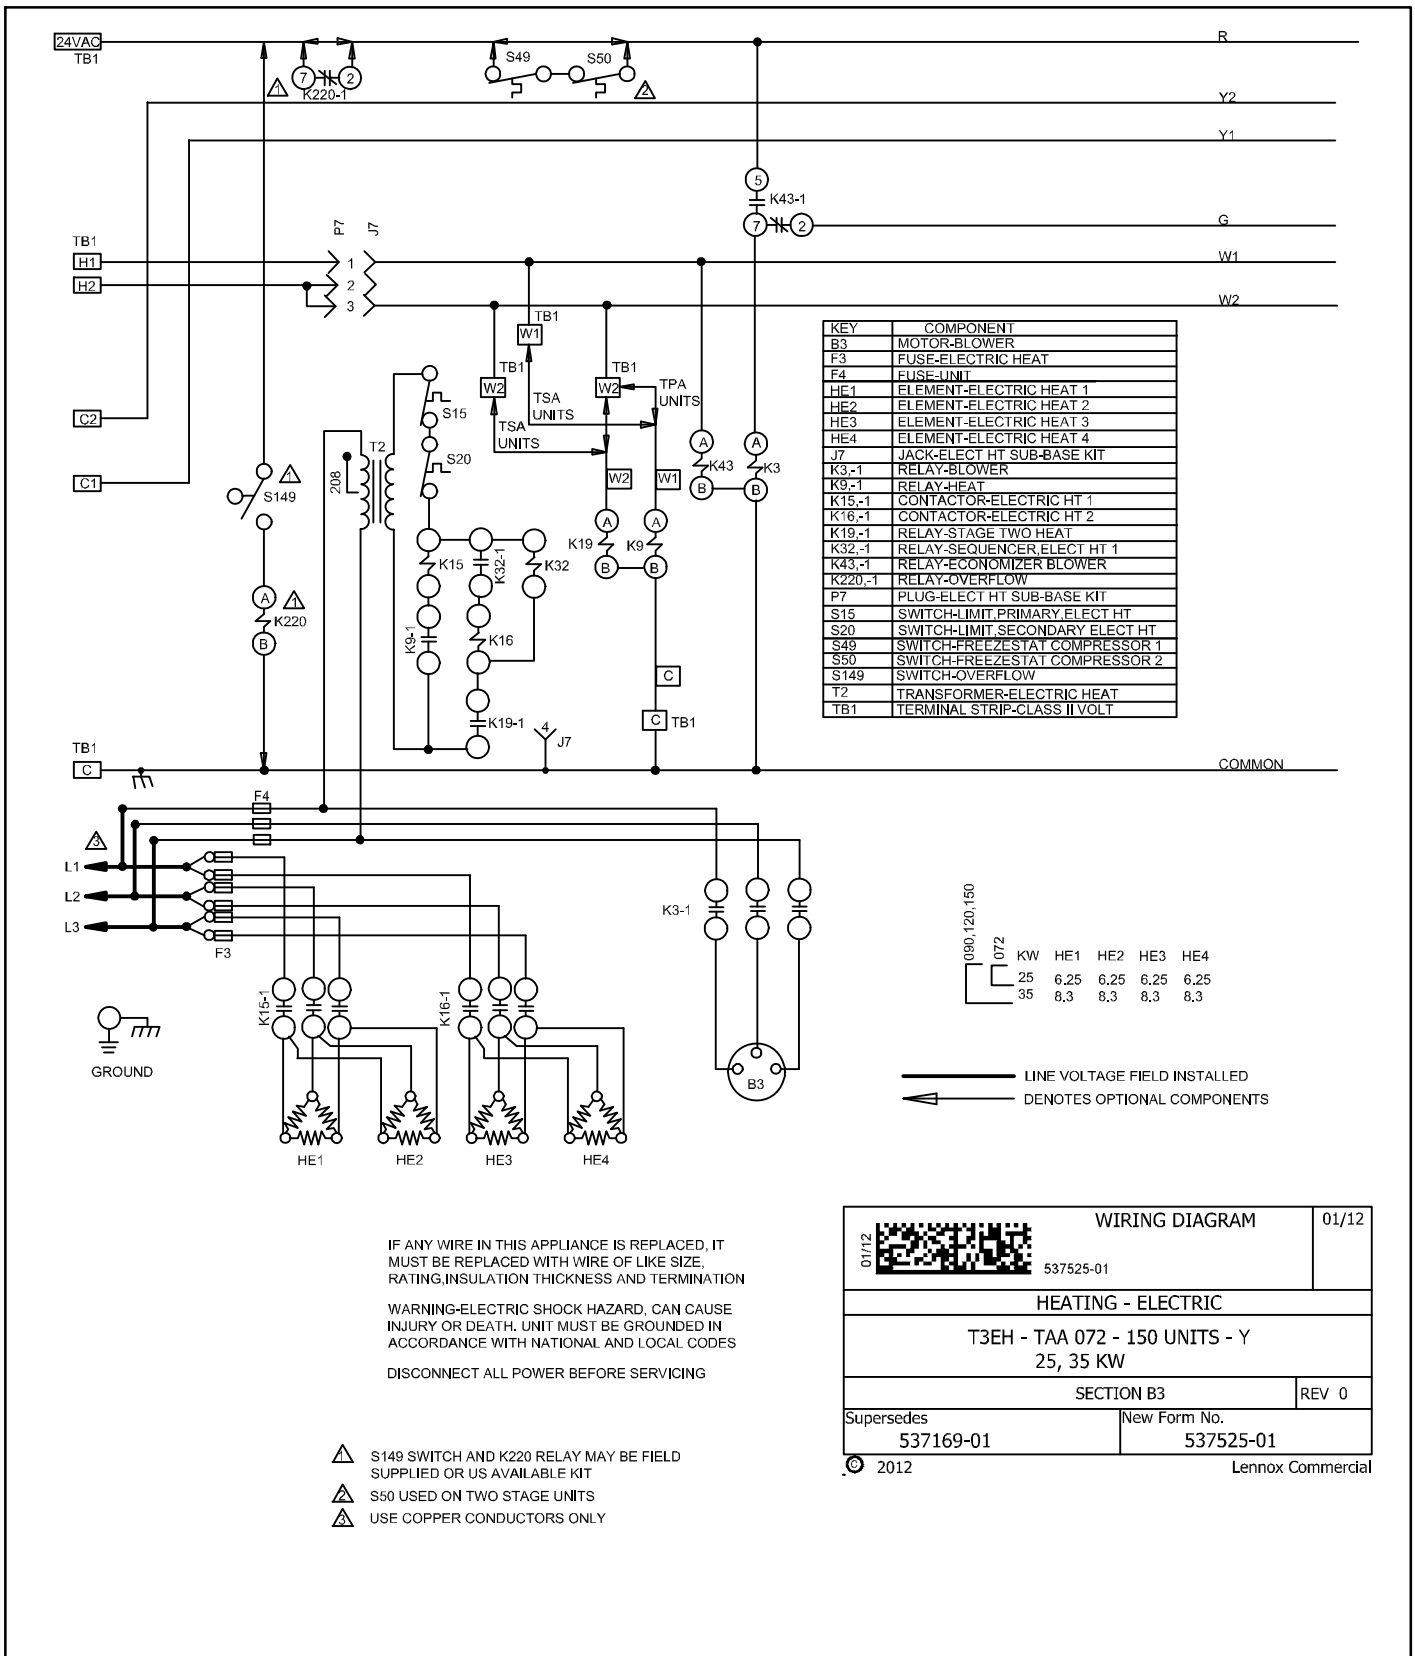 24VAC
TB1
R
S49
S50
7
2
K220-1
1
2
Y2
Y1
5
K43-1
7
2
G
P7
J7
TB1
H1
1
W1
H2
2
3
W2
TB1
W1
TB1
W2
TB1
W2
TPA
UNITS
TSA
UNITS
TSA
UNITS
KEY COMPONENT
B3 MOTOR-BLOWER
F3 FUSE-ELECTRIC HEAT
F4 FUSE-UNIT
HE1 ELEMENT-ELECTRIC HEAT 1
HE2 ELEMENT-ELECTRIC HEAT 2
HE3 ELEMENT-ELECTRIC HEAT 3
HE4 ELEMENT-ELECTRIC HEAT 4
J7 JACK-ELECT HT SUB-BASE KIT
K3,-1 RELAY-BLOWER
K9,-1 RELAY-HEAT
K15,-1 CONTACTOR-ELECTRIC HT 1
K16,-1 CONTACTOR-ELECTRIC HT 2
K19,-1 RELAY-STAGE TWO HEAT
K32,-1 RELAY-SEQUENCER,ELECT HT 1
K43,-1 RELAY-ECONOMIZER BLOWER
K220,-1 RELAY-OVERFLOW
P7 PLUG-ELECT HT SUB-BASE KIT
S15 SWITCH-LIMIT,PRIMARY,ELECT HT
S20 SWITCH-LIMIT,SECONDARY ELECT HT
S49 SWITCH-FREEZESTAT COMPRESSOR 1
S50 SWITCH-FREEZESTAT COMPRESSOR 2
S149 SWITCH-OVERFLOW
T2 TRANSFORMER-ELECTRIC HEAT
TB1 TERMINAL STRIP-CLASS II VOLT
C2
C1
S15
S20
T2
208
1
S149
A
K43
B
A
K3
B
W2
W1
A
K19
B
A
K9
B
K15
K32-1
K32
K9-1
K16
K19-1
A
1
K220
B
C
C
TB1
4
J7
TB1
C
COMMON
F4
3
L1
L2
L3
F3
K3-1
090,120,150
072
KW HE1 HE2 HE3 HE4
25 6.25 6.25 6.25 6.25
35 8.3 8.3 8.3 8.3
K15-1
K16-1
GROUND
B3
LINE VOLTAGE FIELD INSTALLED
DENOTES OPTIONAL COMPONENTS
HE1
HE2
HE3
HE4
IF ANY WIRE IN THIS APPLIANCE IS REPLACED, IT
MUST BE REPLACED WITH WIRE OF LIKE SIZE,
RATING,INSULATION THICKNESS AND TERMINATION
WARNING-ELECTRIC SHOCK HAZARD, CAN CAUSE
INJURY OR DEATH. UNIT MUST BE GROUNDED IN
ACCORDANCE WITH NATIONAL AND LOCAL CODES
DISCONNECT ALL POWER BEFORE SERVICING
1 S149 SWITCH AND K220 RELAY MAY BE FIELD
SUPPLIED OR US AVAILABLE KIT
2 S50 USED ON TWO STAGE UNITS
3 USE COPPER CONDUCTORS ONLY
01/12
WIRING DIAGRAM
01/12
537525-01
HEATING - ELECTRIC
T3EH - TAA 072 - 150 UNITS - Y
25, 35 KW
SECTION B3
REV 0
Supersedes
537169-01
New Form No.
537525-01
© 2012
Lennox Commercial